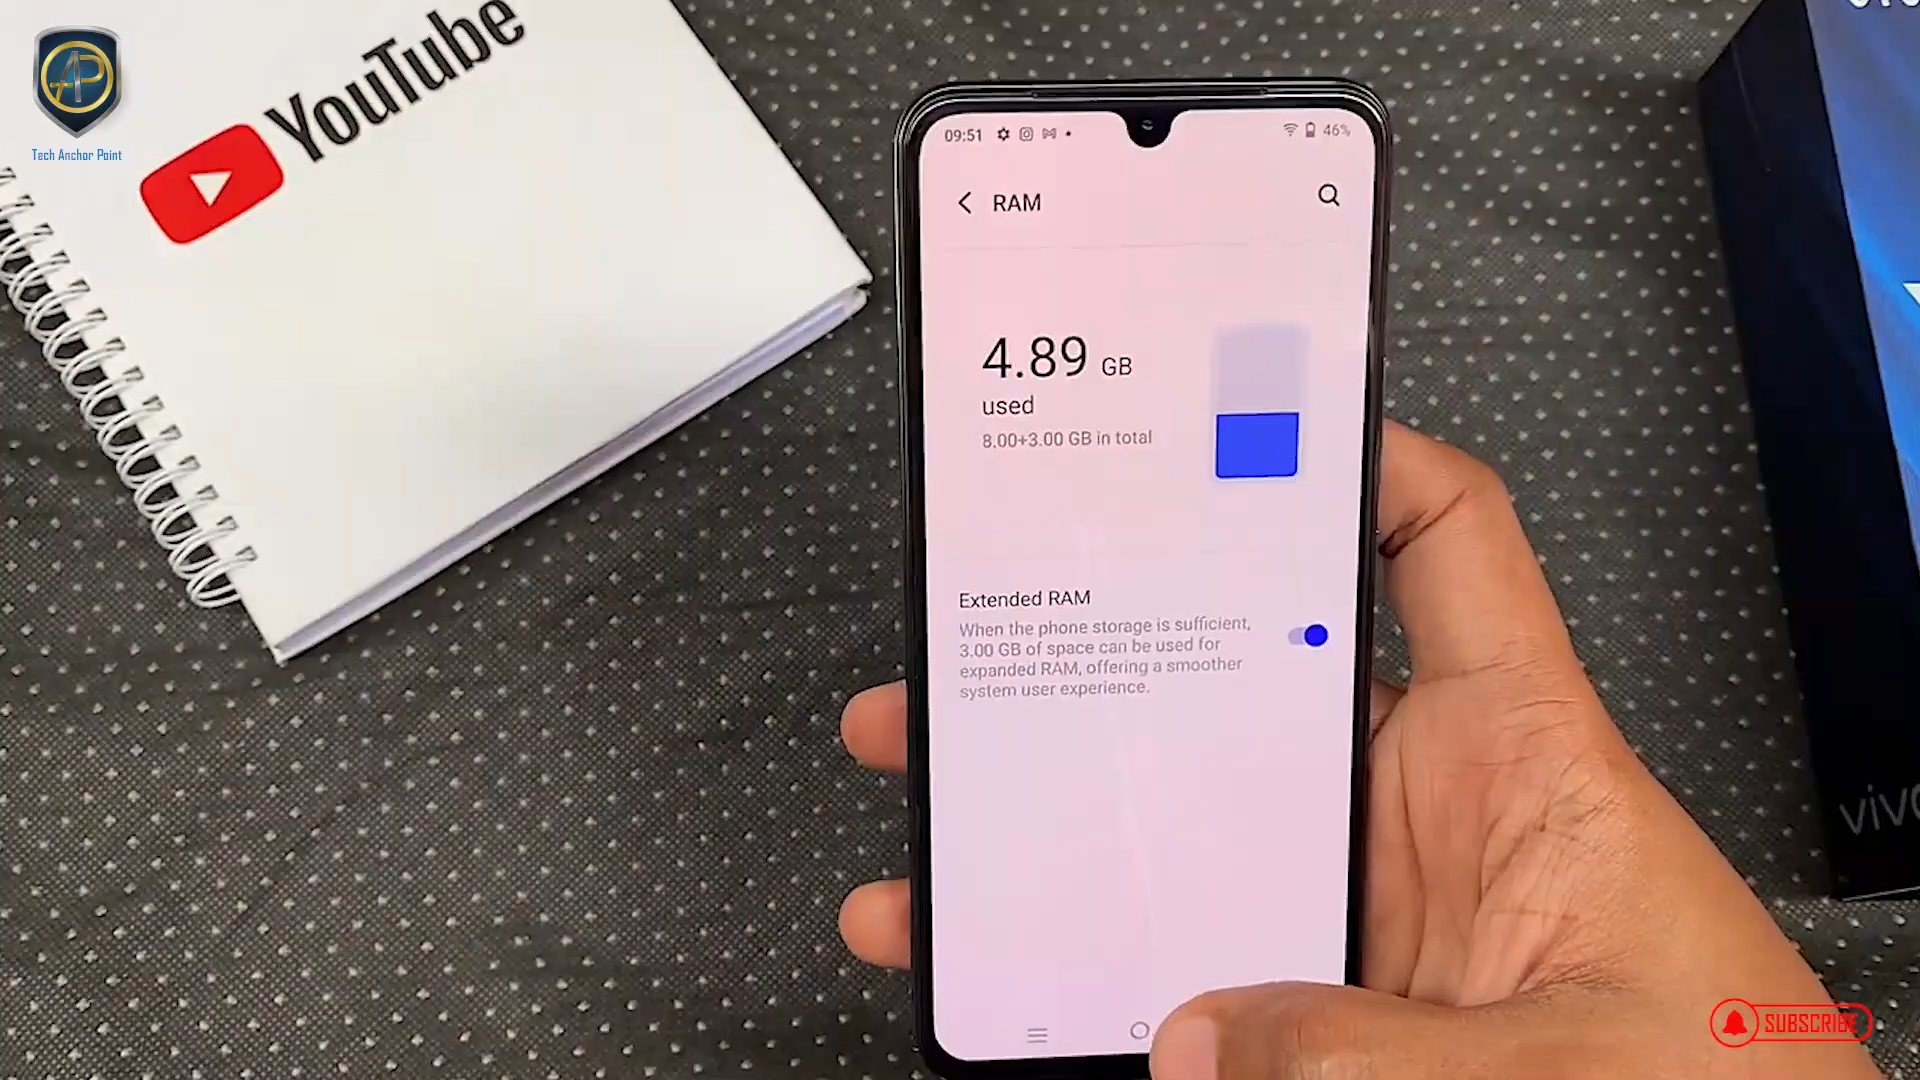 YouTube
Tech Anchor Point
09:51
46%
RAM
4.89 GB
used
8.00+3.00 GB in total
Extended RAM
When the phone storage is sufficient,
3.00 GB of space can be used for
expanded RAM, offering a smoother
system user experience.
SUBSCRIBE